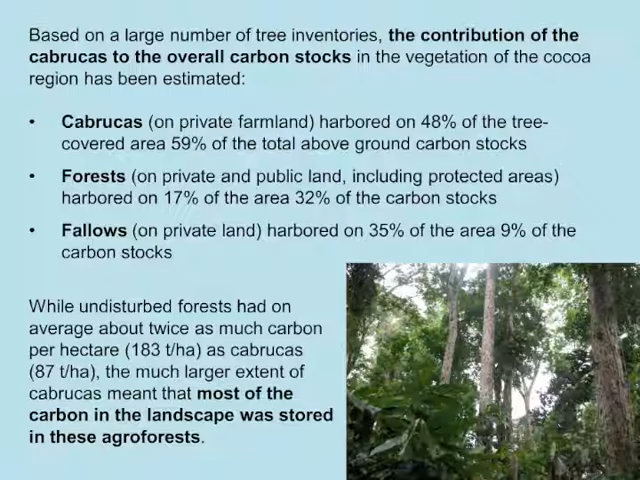 Based on a large number of tree inventories, the contribution of the
cabrucas to the overall carbon stocks in the vegetation of the cocoa
region has been estimated:
• Cabrucas (on private farmland) harbored on 48% of the tree-
covered area 59% of the total above ground carbon stocks
• Forests (on private and public land, including protected areas)
harbored on 17% of the area 32% of the carbon stocks
• Fallows (on private land) harbored on 35% of the area 9% of the
carbon stocks
While undisturbed forests had on
average about twice as much carbon
per hectare (183 t/ha) as cabrucas
(87 t/ha), the much larger extent of
cabrucas meant that most of the
carbon in the landscape was stored
in these agroforests.